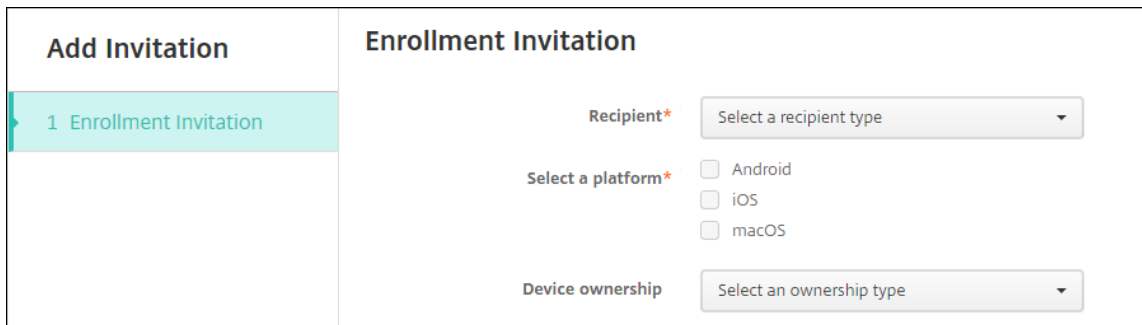 Add Invitation
1 Enrollment Invitation
Enrollment Invitation
Recipient* Select a recipient type
Select a platform* Android
iOS
macOS
Device ownership Select an ownership type